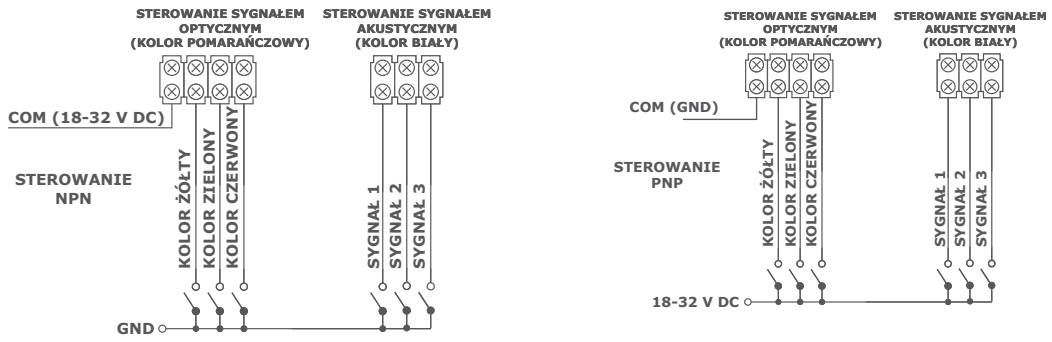 STEROWANIE SYGNAŁEM
OPTYCZNYM
(KOLOR POMARAŃCZOWY)
STEROWANIE SYGNAŁEM
AKUSTYCZNYM
(KOLOR BIAŁY)
COM (18-32 V DC)
STEROWANIE
NPN
KOLOR ŻÓŁTY
KOLOR ZIELONY
KOLOR CZERWONY
SYGNAŁ 1
SYGNAŁ 2
SYGNAŁ 3
GND
STEROWANIE SYGNAŁEM
OPTYCZNYM
(KOLOR POMARAŃCZOWY)
STEROWANIE SYGNAŁEM
AKUSTYCZNYM
(KOLOR BIAŁY)
COM (GND)
STEROWANIE
PNP
KOLOR ŻÓŁTY
KOLOR ZIELONY
KOLOR CZERWONY
SYGNAŁ 1
SYGNAŁ 2
SYGNAŁ 3
18-32 V DC